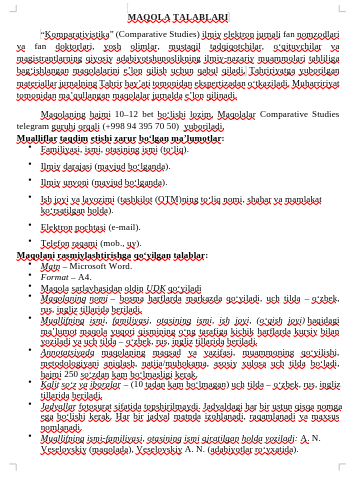 MAQOLA TALABLARI
"Komparativistika" (Comparative Studies) ilmiy elektron jurnali fan nomzodlari
va fan doktorlari, yosh olimlar, mustaqil tadqiqotchilar, o‘qituvchilar va
magistrantlarning qiyosiy adabiyotshunoslikning ilmiy-nazariy muammolari tahliliga
bag‘ishlangan maqolalarini e’lon qilish uchun qabul qiladi. Tahririyatga yuborilgan
materiallar jurnalning Tahrir hay’ati tomonidan ekspertizadan o‘tkaziladi. Muharririyat
tomonidan ma’qullangan maqolalar jurnalda e’lon qilinadi.
Maqolaning hajmi 10–12 bet bo‘lishi lozim. Maqolalar Comparative Studies
telegram guruhi orqali (+998 94 395 70 50) yuboriladi.
Mualliflar taqdim etishi zarur bo‘lgan ma’lumotlar:
• Familiyasi, ismi, otasining ismi (to‘liq).
• Ilmiy darajasi (mavjud bo‘lganda).
• Ilmiy unvoni (mavjud bo‘lganda).
• Ish joyi va lavozimi (tashkilot (OTM)ning to‘liq nomi, shahar va mamlakat
ko‘rsatilgan holda).
• Elektron pochtasi (e-mail).
• Telefon raqami (mob., uy).
Maqolani rasmiylashtirishga qo‘yilgan talablar:
• Matn – Microsoft Word.
• Format – A4.
• Maqola sarlavhasidan oldin UDK qo‘yiladi
• Maqolaning nomi – bosma harflarda markazda qo‘yiladi, uch tilda – o‘zbek,
rus, ingliz tillarida beriladi.
• Muallifning ismi, familiyasi, otasining ismi, ish joyi, (o‘qish joyi) haqidagi
ma’lumot maqola yuqori qismining o‘ng tarafiga kichik harflarda kursiv bilan
yoziladi va uch tilda – o‘zbek, rus, ingliz tillarida beriladi.
• Annotatsiyada maqolaning maqsad va vazifasi, muammoning qo‘yilishi,
metodologiyani aniqlash, natija/muhokama, asosiy xulosa uch tilda bo‘ladi,
hajmi 250 so‘zdan kam bo‘lmasligi kerak.
• Kalit so‘z va iboralar – (10 tadan kam bo‘lmagan) uch tilda – o‘zbek, rus, ingliz
tillarida beriladi.
• Jadvallar fotosurat sifatida topshirilmaydi. Jadvaldagi har bir ustun qisqa nomga
ega bo‘lishi kerak. Har bir jadval matnda izohlanadi, raqamlanadi va maxsus
nomlanadi.
• Muallifning ismi-familiyasi, otasining ismi ajratilgan holda yoziladi: A. N.
Veselovskiy (maqolada), Veselovskiy A. N. (adabiyotlar ro‘yxatida).